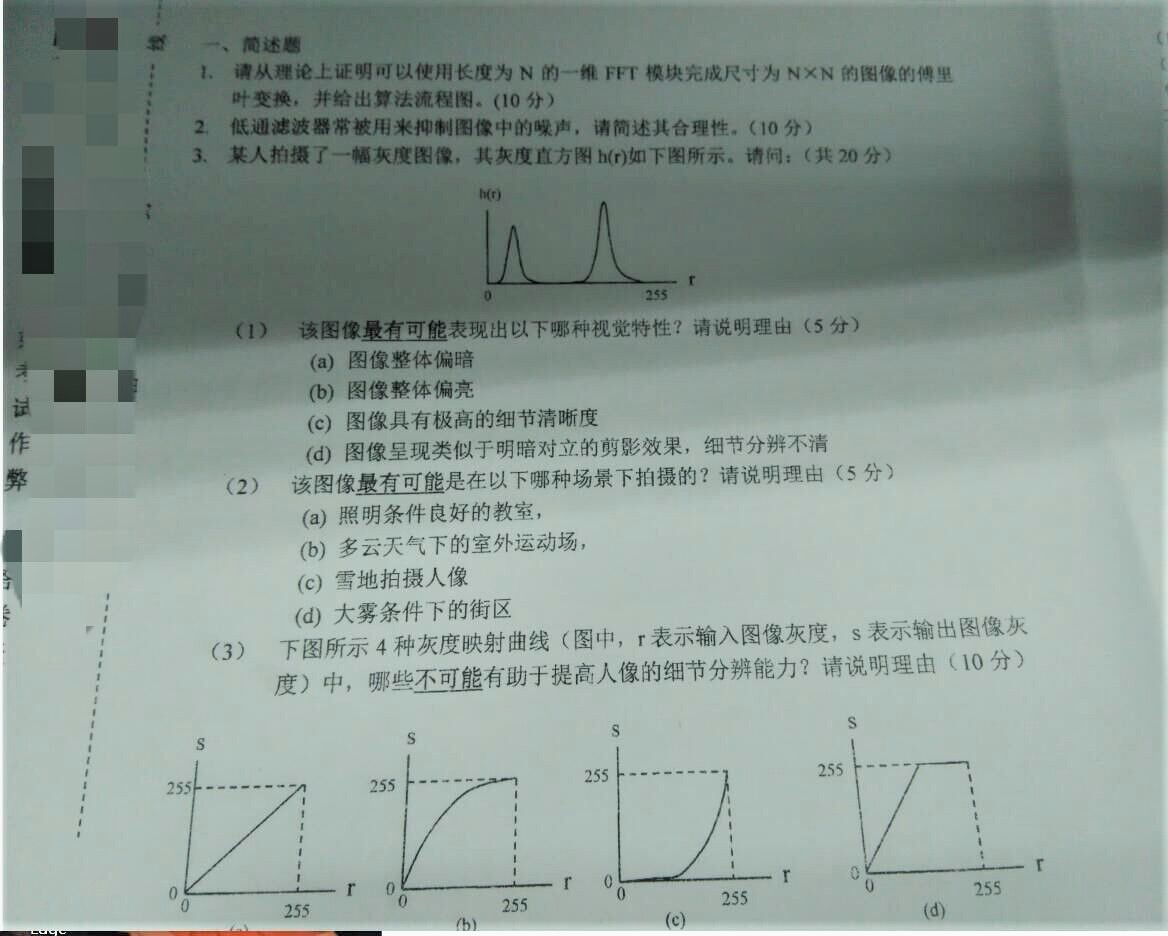 线
一、简述题
1. 请从理论上证明可以使用长度为 N 的一维 FFT 模块完成尺寸为 N×N 的图像的傅里
叶变换，并给出算法流程图。(10 分)
2. 低通滤波器常被用来抑制图像中的噪声，请简述其合理性。(10 分)
3. 某人拍摄了一幅灰度图像，其灰度直方图 h(r)如下图所示。请问：(共 20 分)
h(r)
r
0
255
(1) 该图像最有可能表现出以下哪种视觉特性？请说明理由（5 分）
(a) 图像整体偏暗
(b) 图像整体偏亮
(c) 图像具有极高的细节清晰度
(d) 图像呈现类似于明暗对立的剪影效果，细节分辨不清
(2) 该图像最有可能是在以下哪种场景下拍摄的？请说明理由（5 分）
(a) 照明条件良好的教室，
(b) 多云天气下的室外运动场，
(c) 雪地拍摄人像
(d) 大雾条件下的街区
(3) 下图所示 4 种灰度映射曲线（图中，r 表示输入图像灰度，s 表示输出图像灰
度）中，哪些不可能有助于提高人像的细节分辨能力？请说明理由（10 分）
s
255
0
0
255
r
s
255
0
0
255
r
(b)
s
255
0
0
255
r
(c)
s
255
0
0
255
r
(d)
试
作
弊